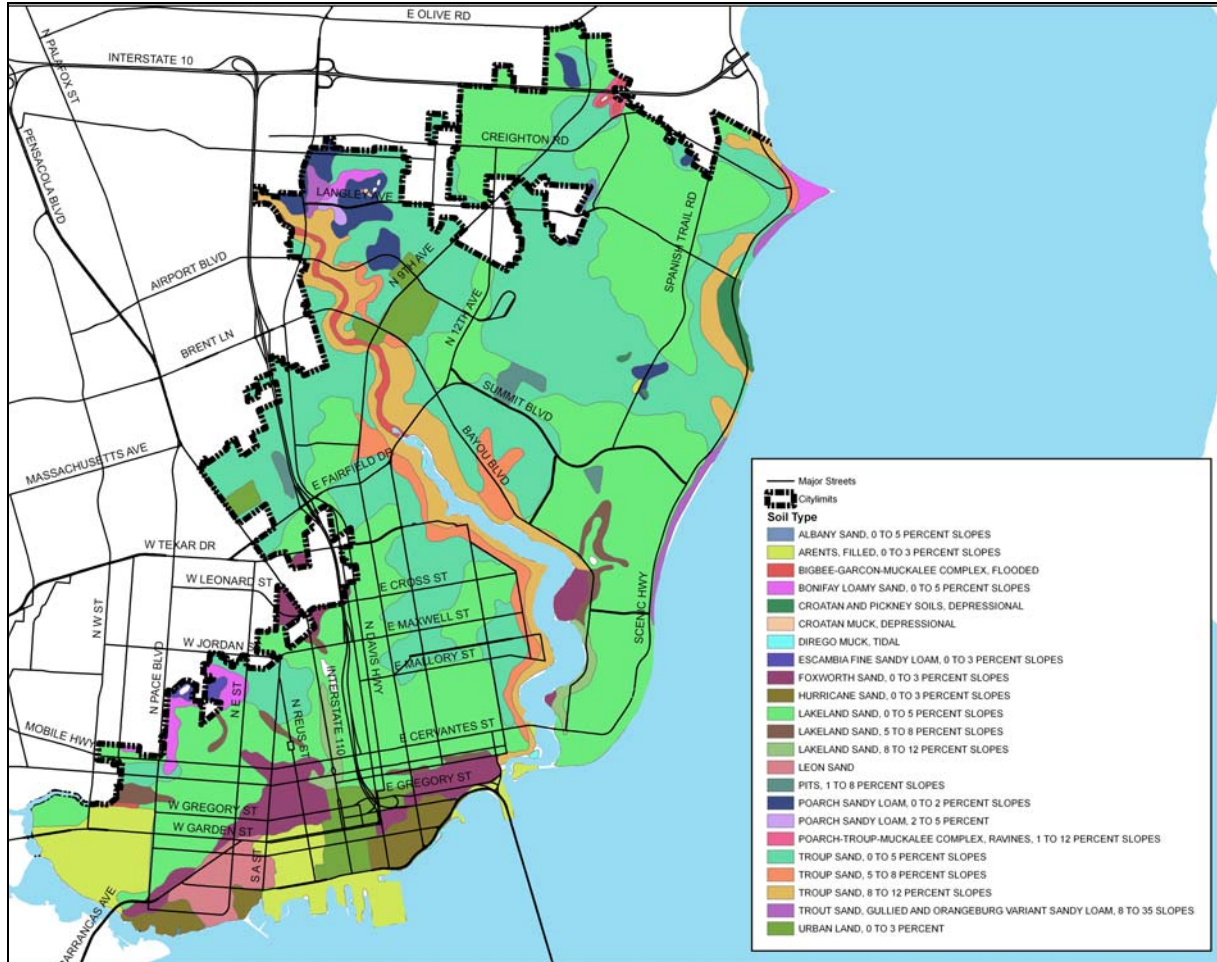 E OLIVE RD
N PALAFOX ST
INTERSTATE 10
PENSACOLA BLVD
CREIGHTON RD
LANGLEY AVE
SPANISH TRAIL RD
AIRPORT BLVD
N 9TH AVE
N 12TH AVE
BRENT LN
SUMMIT BLVD
BAYOU BLVD
MASSACHUSETTS AVE
E FAIRFIELD DR
W TEXAR DR
W LEONARD ST
E CROSS ST
SCENIC HWY
N W ST
E MAXWELL ST
W JORDAN S
N DAVIS HWY
E MALLORY ST
N PACE BLVD
N E ST
N REUS ST
INTERSTATE 110
MOBILE HWY
E CERVANTES ST
E GREGORY ST
W GREGORY ST
W GARDEN ST
S A ST
BARRANCAS AVE
Major Streets
Citylimits
Soil Type
ALBANY SAND, 0 TO 5 PERCENT SLOPES
ARENTS, FILLED, 0 TO 3 PERCENT SLOPES
BIGBEE-GARCON-MUCKALEE COMPLEX, FLOODED
BONIFAY LOAMY SAND, 0 TO 5 PERCENT SLOPES
CROATAN AND PICKNEY SOILS, DEPRESSIONAL
CROATAN MUCK, DEPRESSIONAL
DIREGO MUCK, TIDAL
ESCAMBIA FINE SANDY LOAM, 0 TO 3 PERCENT SLOPES
FOXWORTH SAND, 0 TO 3 PERCENT SLOPES
HURRICANE SAND, 0 TO 3 PERCENT SLOPES
LAKELAND SAND, 0 TO 5 PERCENT SLOPES
LAKELAND SAND, 5 TO 8 PERCENT SLOPES
LAKELAND SAND, 8 TO 12 PERCENT SLOPES
LEON SAND
PITS, 1 TO 8 PERCENT SLOPES
POARCH SANDY LOAM, 0 TO 2 PERCENT SLOPES
POARCH SANDY LOAM, 2 TO 5 PERCENT
POARCH-TROUP-MUCKALEE COMPLEX, RAVINES, 1 TO 12 PERCENT SLOPES
TROUP SAND, 0 TO 5 PERCENT SLOPES
TROUP SAND, 5 TO 8 PERCENT SLOPES
TROUP SAND, 8 TO 12 PERCENT SLOPES
TROUT SAND, GULLIED AND ORANGEBURG VARIANT SANDY LOAM, 8 TO 35 SLOPES
URBAN LAND, 0 TO 3 PERCENT